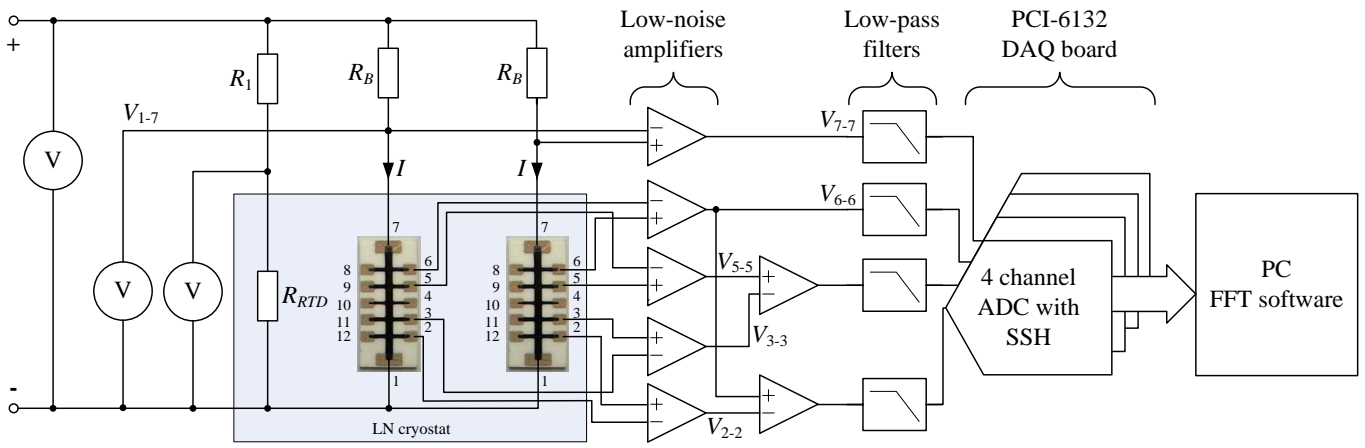 Low-noise
amplifiers
Low-pass
filters
PCI-6132
DAQ board
+
R1
RB
RB
V1-7
V
I
I
V7-7
V6-6
V5-5
V3-3
V2-2
7
8
9
10
11
12
6
5
4
3
2
1
7
8
9
10
11
12
6
5
4
3
2
1
V
V
RRTD
-
LN cryostat
−
+
−
+
−
+
+
−
+
−
+
−
+
−
4 channel
ADC with
SSH
PC
FFT software